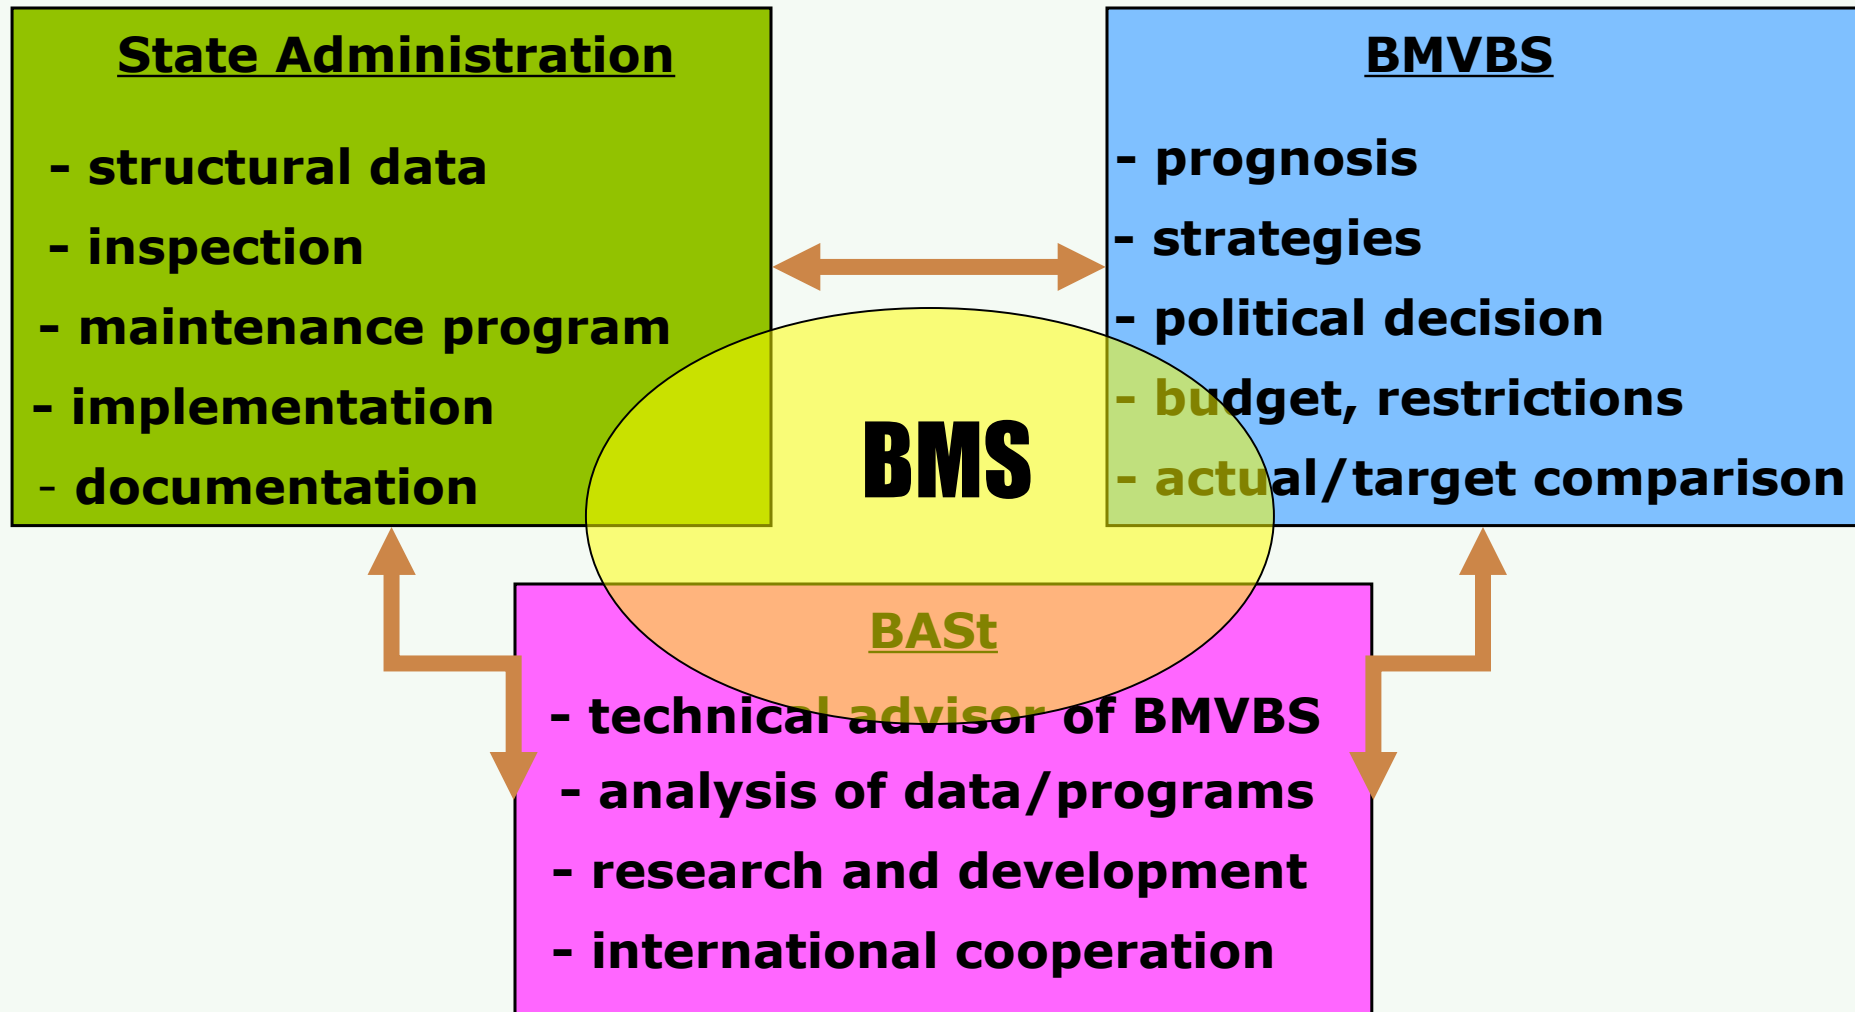 State Administration
- structural data
- inspection
- maintenance program
- implementation
- documentation
BMVBS
- prognosis
- strategies
- political decision
- budget, restrictions
- actual/target comparison
BMS
BASt
- technical advisor of BMVBS
- analysis of data/programs
- research and development
- international cooperation